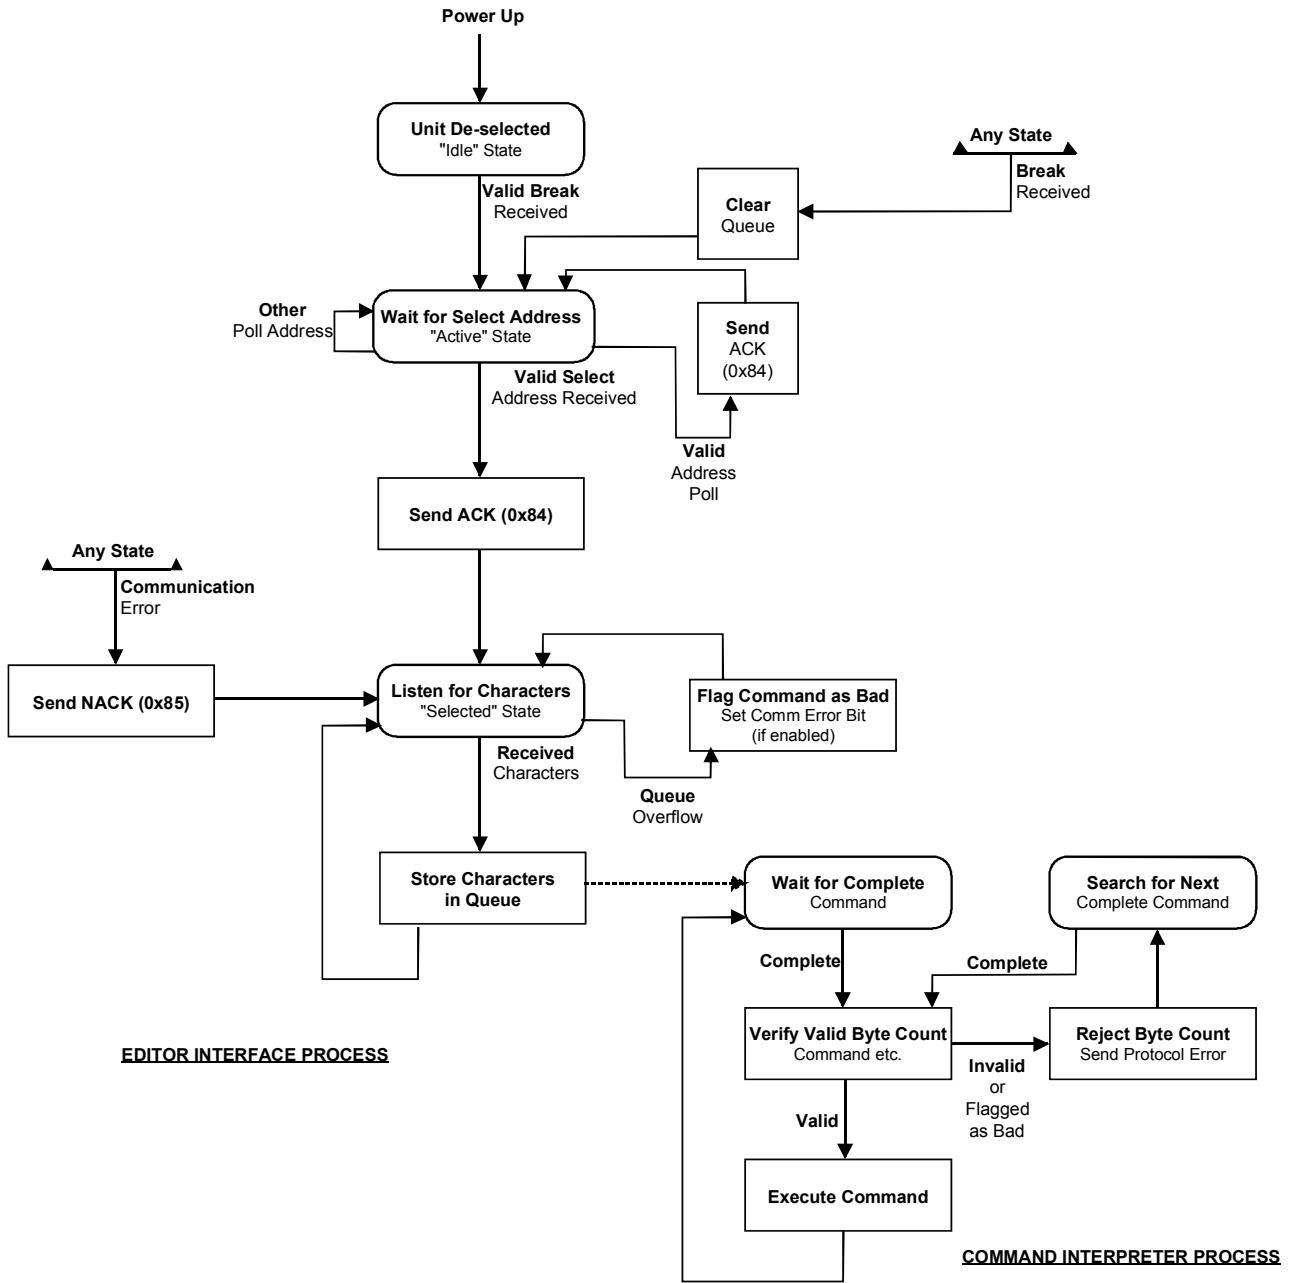 Power Up
Unit De-selected
"Idle" State
Any State
Break
Received
Valid Break
Received
Clear
Queue
Other
Poll Address
Wait for Select Address
"Active" State
Send
ACK
(0x84)
Valid Select
Address Received
Valid
Address
Poll
Send ACK (0x84)
Any State
Communication
Error
Send NACK (0x85)
Listen for Characters
"Selected" State
Flag Command as Bad
Set Comm Error Bit
(if enabled)
Received
Characters
Queue
Overflow
Store Characters
in Queue
Wait for Complete
Command
Search for Next
Complete Command
Complete
Complete
Verify Valid Byte Count
Command etc.
Reject Byte Count
Send Protocol Error
Invalid
or
Flagged
as Bad
EDITOR INTERFACE PROCESS
Valid
Execute Command
COMMAND INTERPRETER PROCESS